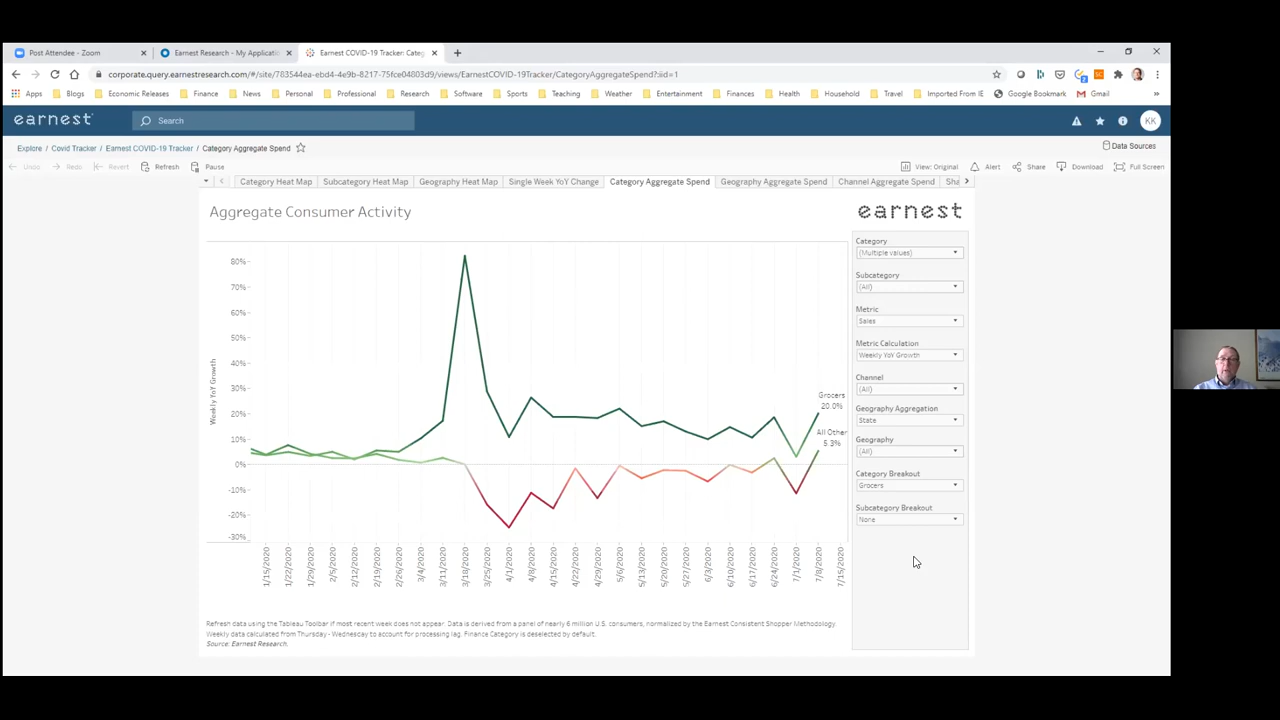 Post Attendee - Zoom
Earnest Research - My Applicatio
Earnest COVID-19 Tracker: Categ
corporate.query.earnestresearch.com/#/site/783544ea-ebd4-4e9b-8217-75fce04803d9/views/EarnestCOVID-19Tracker/CategoryAggregateSpend?:iid=1
Apps Blogs Economic Releases Finance News Personal Professional Research Software Sports Teaching Weather Entertainment Finances Health Household Travel Imported From IE Google Bookmark Gmail
earnest Search KK
Explore / Covid Tracker / Earnest COVID-19 Tracker / Category Aggregate Spend Data Sources
Undo Redo Revert Refresh Pause View: Original Alert Share Download Full Screen
Category Heat Map Subcategory Heat Map Geography Heat Map Single Week YoY Change Category Aggregate Spend Geography Aggregate Spend Channel Aggregate Spend Sha
Aggregate Consumer Activity
earnest
Weekly YoY Growth
80%
70%
60%
50%
40%
30%
20%
10%
0%
-10%
-20%
-30%
Grocers
20.0%
All Other
5.3%
1/15/2020
1/22/2020
1/29/2020
2/5/2020
2/12/2020
2/19/2020
2/26/2020
3/4/2020
3/11/2020
3/18/2020
3/25/2020
4/1/2020
4/8/2020
4/15/2020
4/22/2020
4/29/2020
5/6/2020
5/13/2020
5/20/2020
5/27/2020
6/3/2020
6/10/2020
6/17/2020
6/24/2020
7/1/2020
7/8/2020
7/15/2020
Category
(Multiple values)
Subcategory
(All)
Metric
Sales
Metric Calculation
Weekly YoY Growth
Channel
(All)
Geography Aggregation
State
Geography
(All)
Category Breakout
Grocers
Subcategory Breakout
None
Refresh data using the Tableau Toolbar if most recent week does not appear. Data is derived from a panel of nearly 6 million U.S. consumers, normalized by the Earnest Consistent Shopper Methodology.
Weekly data calculated from Thursday - Wednesday to account for processing lag. Finance Category is deselected by default.
Source: Earnest Research.